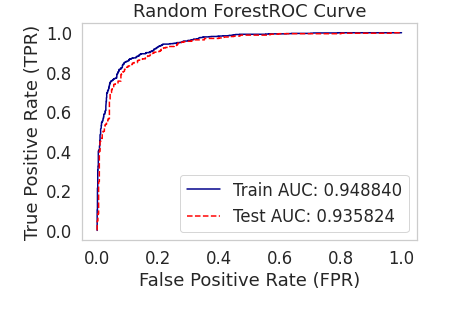 Random ForestROC Curve
True Positive Rate (TPR)
1.0
0.8
0.6
0.4
0.2
0.0
Train AUC: 0.948840
Test AUC: 0.935824
0.0 0.2 0.4 0.6 0.8 1.0
False Positive Rate (FPR)